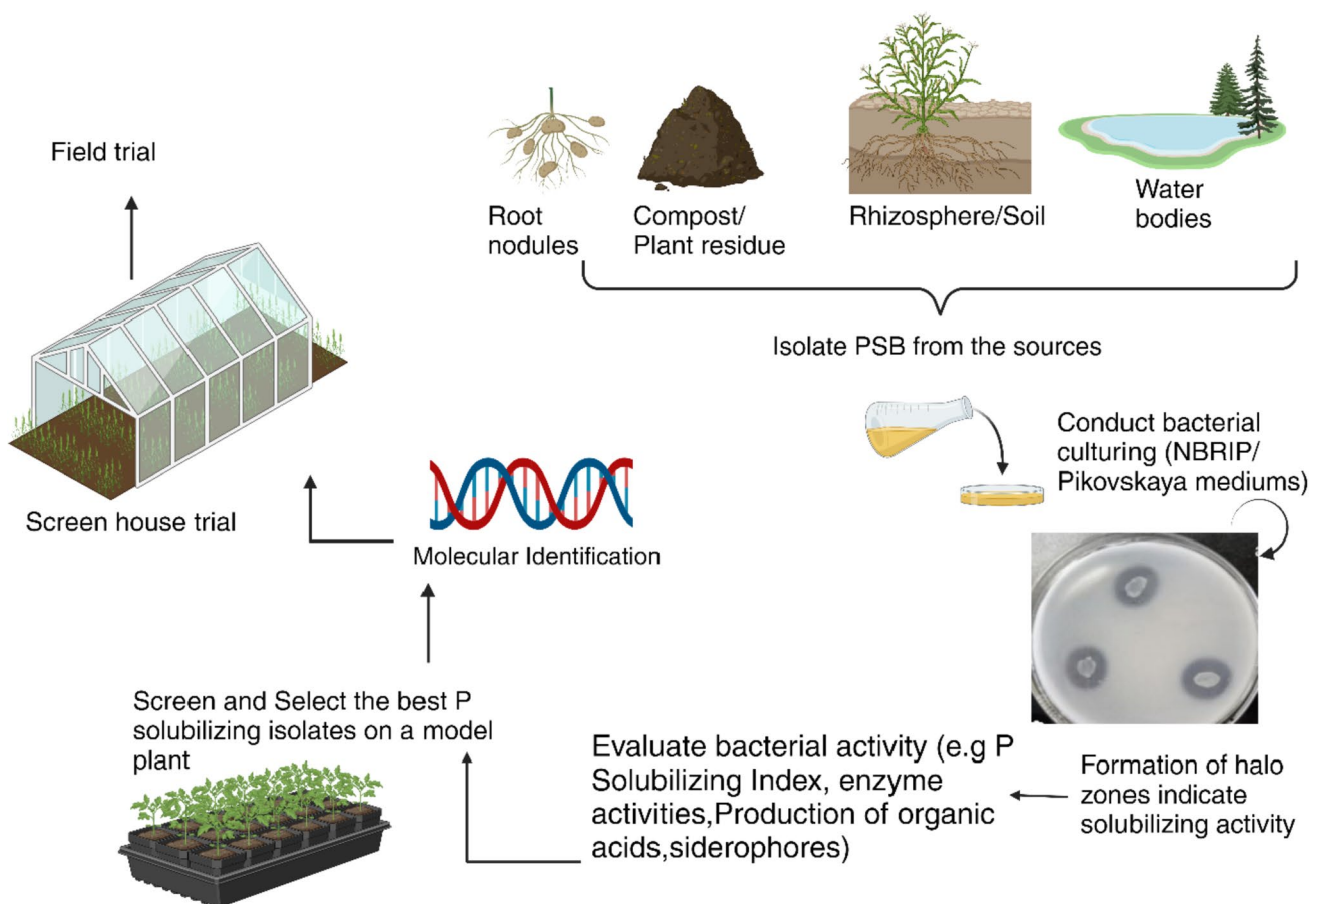 Root
nodules
Compost/
Plant residue
Rhizosphere/Soil
Water
bodies
Isolate PSB from the sources
Conduct bacterial
culturing (NBRIP/
Pikovskaya mediums)
Formation of halo
zones indicate
solubilizing activity
Evaluate bacterial activity (e.g P
Solubilizing Index, enzyme
activities,Production of organic
acids,siderophores)
Screen and Select the best P
solubilizing isolates on a model
plant
Molecular Identification
Screen house trial
Field trial